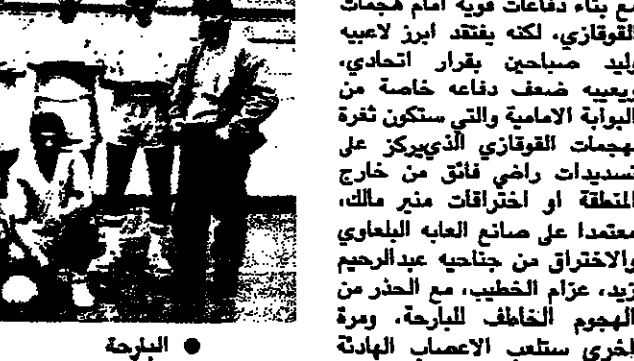 مع بناء دفاعات قوية امام هجمات
القوقازي، لكنه يفتقد ابرز لاعبيه
وليد صباحين بقرار اتحادي،
ويعيبه ضعف دفاعه خاصة من
البوابة الامامية والتي ستكون ثغرة
لهجمات القوقازي الذييركز على
تسديدات راضي فائق من خارج
المنطقة او اختراقات منير مالك،
معتمدا على صانع العابه البلعاوي
والاختراق من جناحيه عبدالرحيم
زيد، عزام الخطيب، مع الحذر من
الهجوم الخاطف للبارحة، ومرة
اخرى ستلعب الاعصاب الهادئة
● البارحة